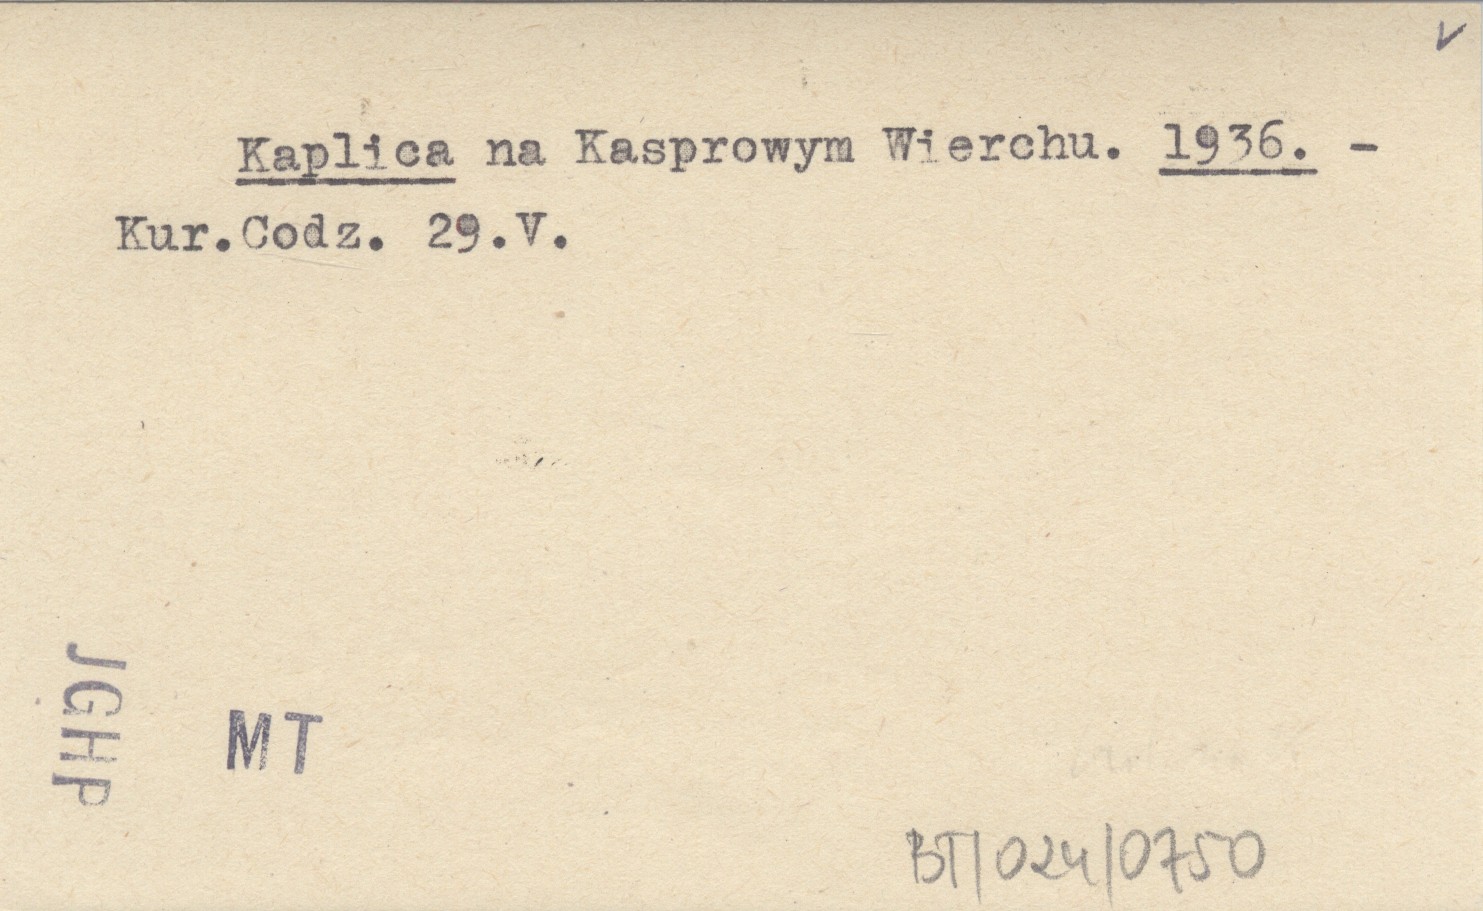 Kaplica na Kasprowym Wierchu. 1936. -
Kur.Codz. 29.V.
JGHP
MT
BT/024/0750